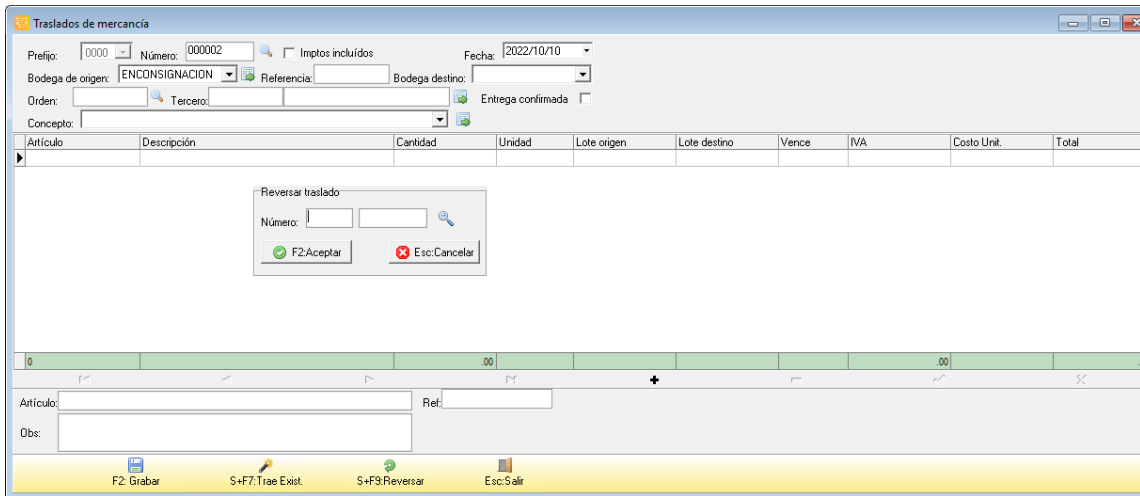 Traslados de mercancía
Prefijo: 0000 Número: 000002 Imptos incluídos Fecha: 2022/10/10
Bodega de origen: ENCONSIGNACION Referencia: Bodega destino:
Orden: Tercero: Entrega confirmada
Concepto:
Artículo Descripción Cantidad Unidad Lote origen Lote destino Vence IVA Costo Unit. Total
Reversar traslado
Número:
F2:Aceptar Esc:Cancelar
0 .00 .00 .
Artículo: Ref:
Obs:
F2: Grabar S+F7:Trae Exist. S+F9:Reversar Esc:Salir